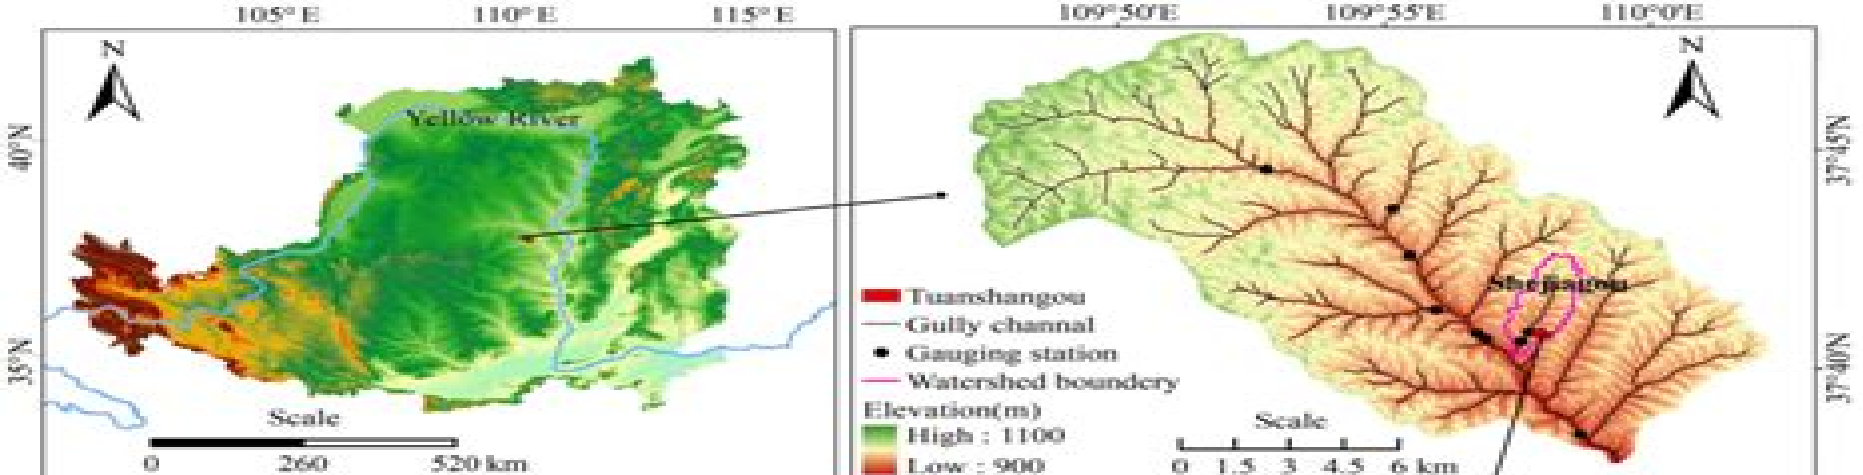 105° E 110° E 115° E
N
Yellow River
40°N
35°N
Scale
0 260 520 km
109°50'E 109°55'E 110°0'E
N
37°45'N
37°40'N
Shejiagou
Tuanshangou
Gully channal
Gauging station
Watershed boundery
Elevation(m)
High : 1100
Low : 900
Scale
0 1.5 3 4.5 6 km